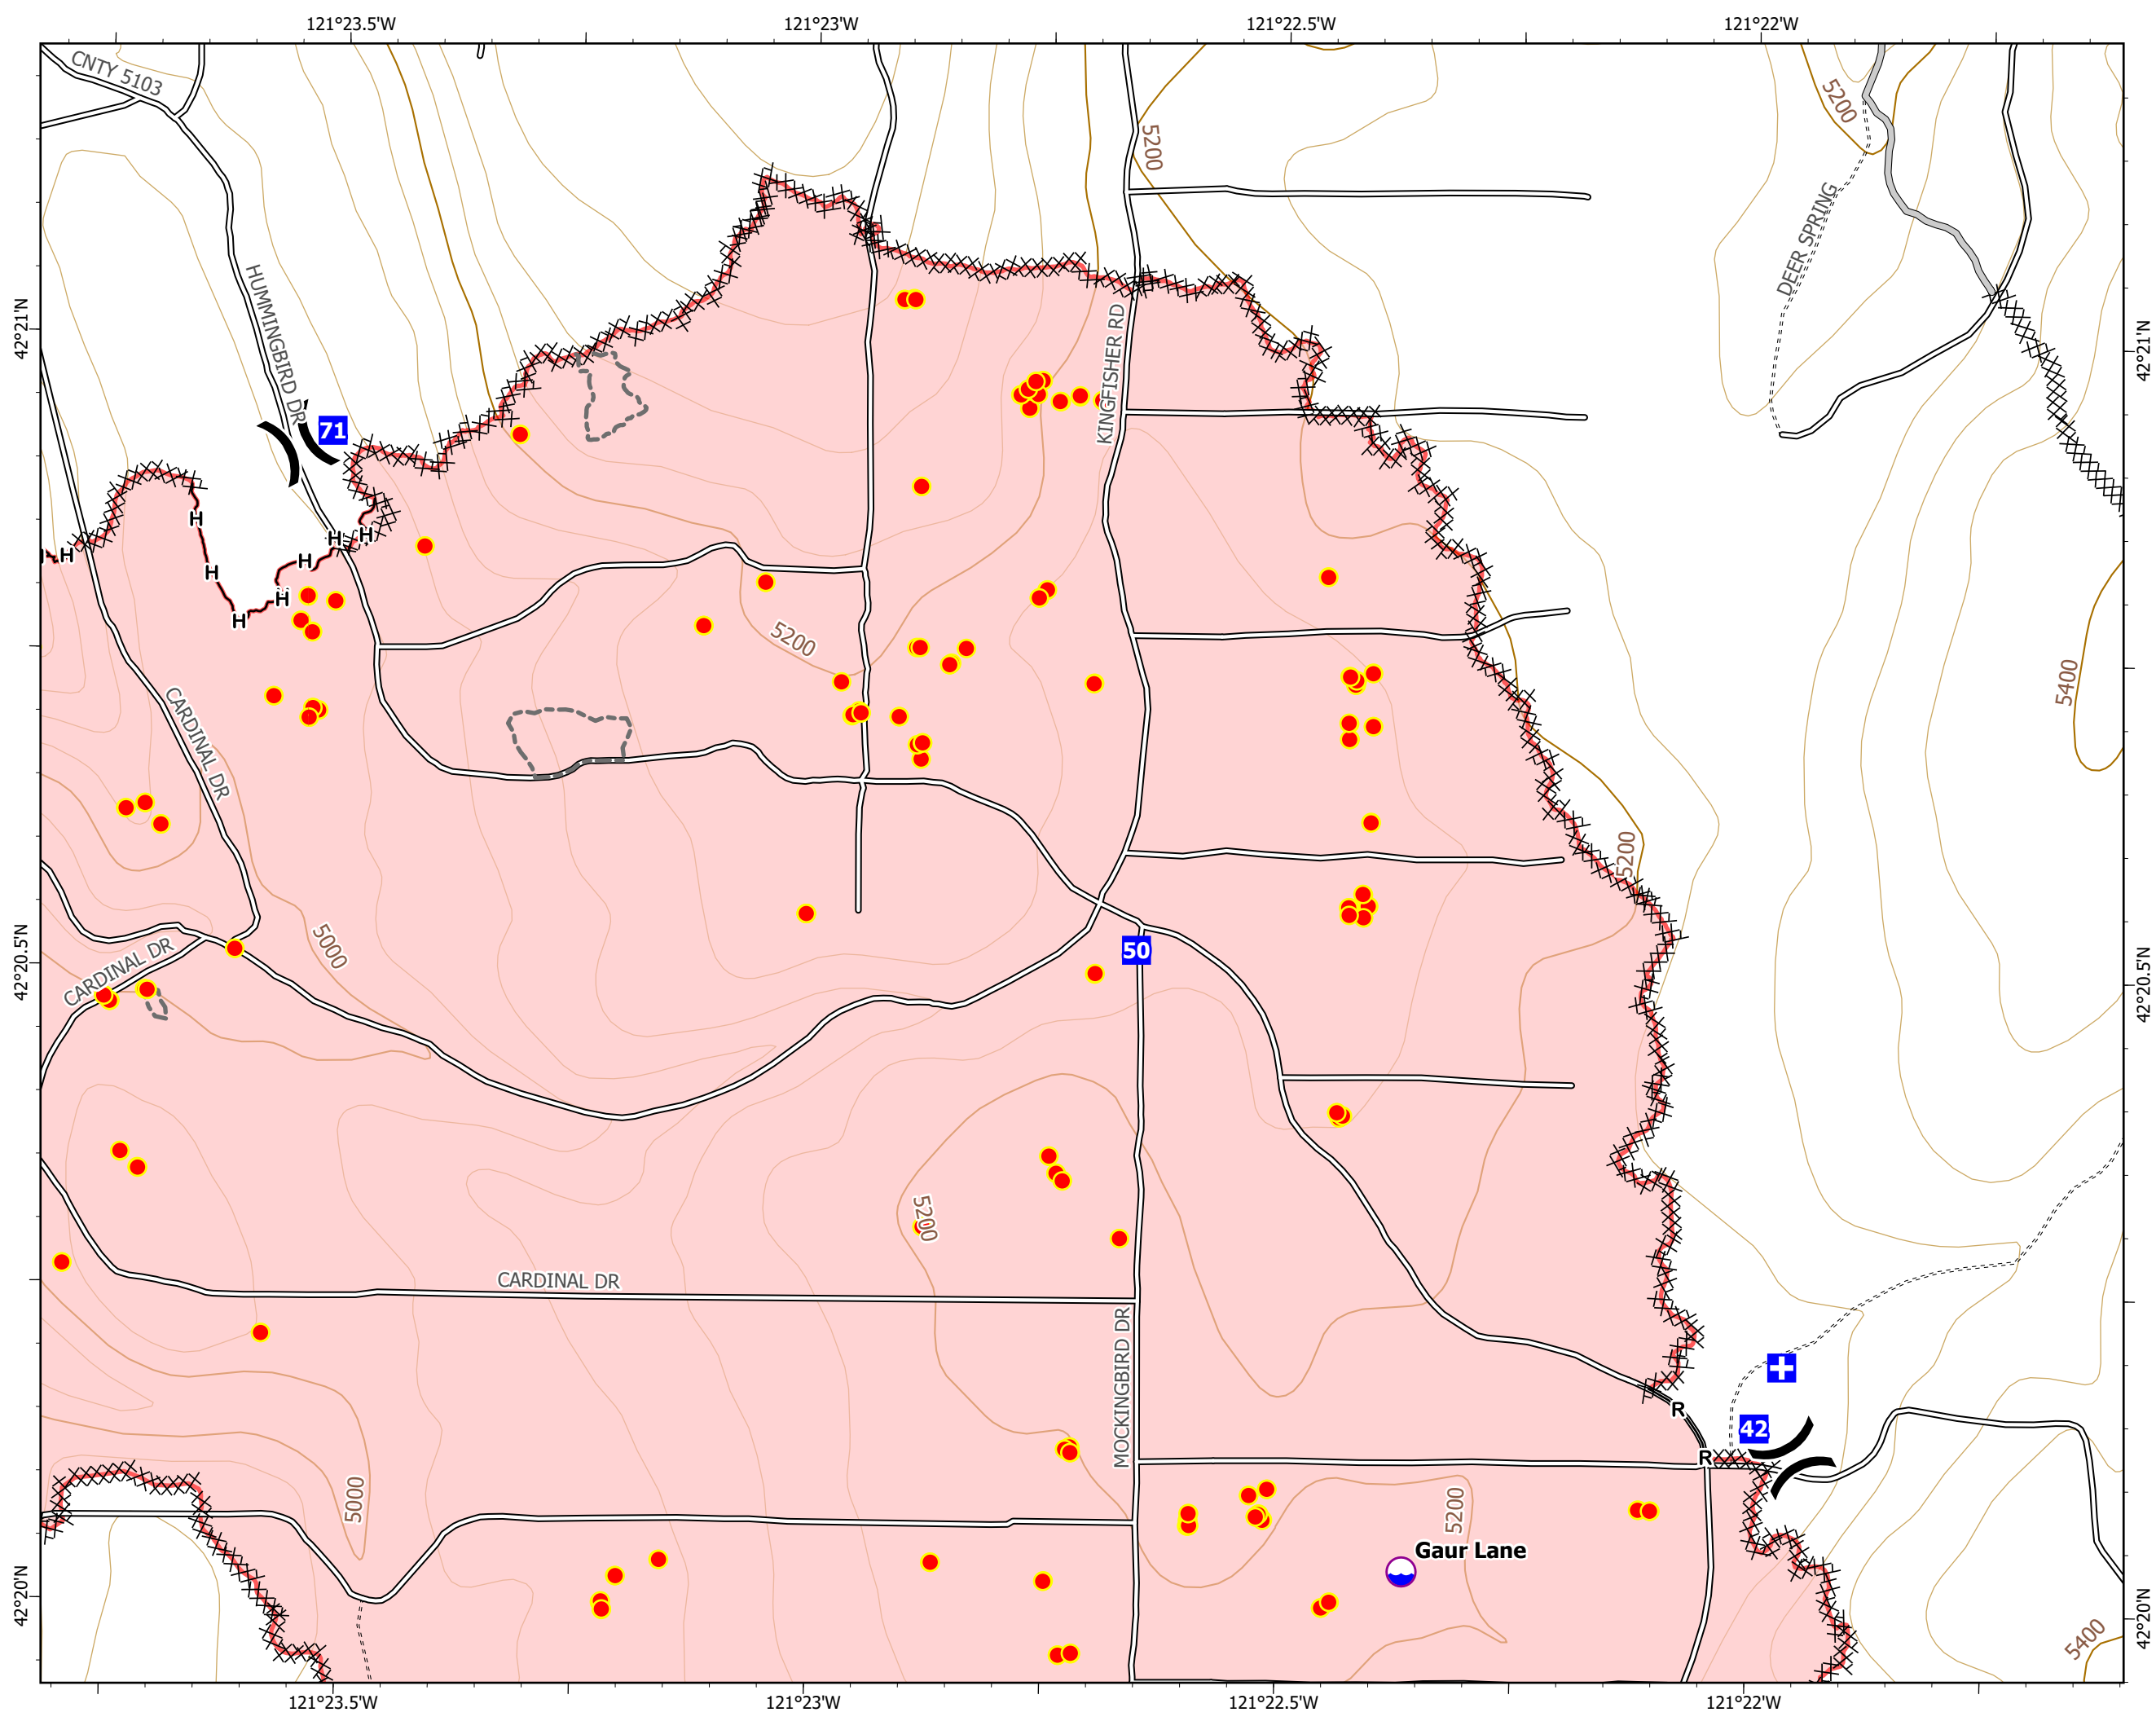 121°23.5'W
121°23'W
121°22.5'W
121°22'W
CNTY 5103
5200
5200
DEER SPRING
HUMMINGBIRD DR
KINGFISHER RD
42°21'N
42°21'N
71
H
H
H
H
H
H
H
H
5200
5400
CARDINAL DR
5200
5000
CARDINAL DR
50
42°20.5'N
42°20.5'N
5200
CARDINAL DR
MOCKINGBIRD DR
R
42
R
5000
5200
Gaur Lane
42°20'N
42°20'N
5400
121°23.5'W
121°23'W
121°22.5'W
121°22'W